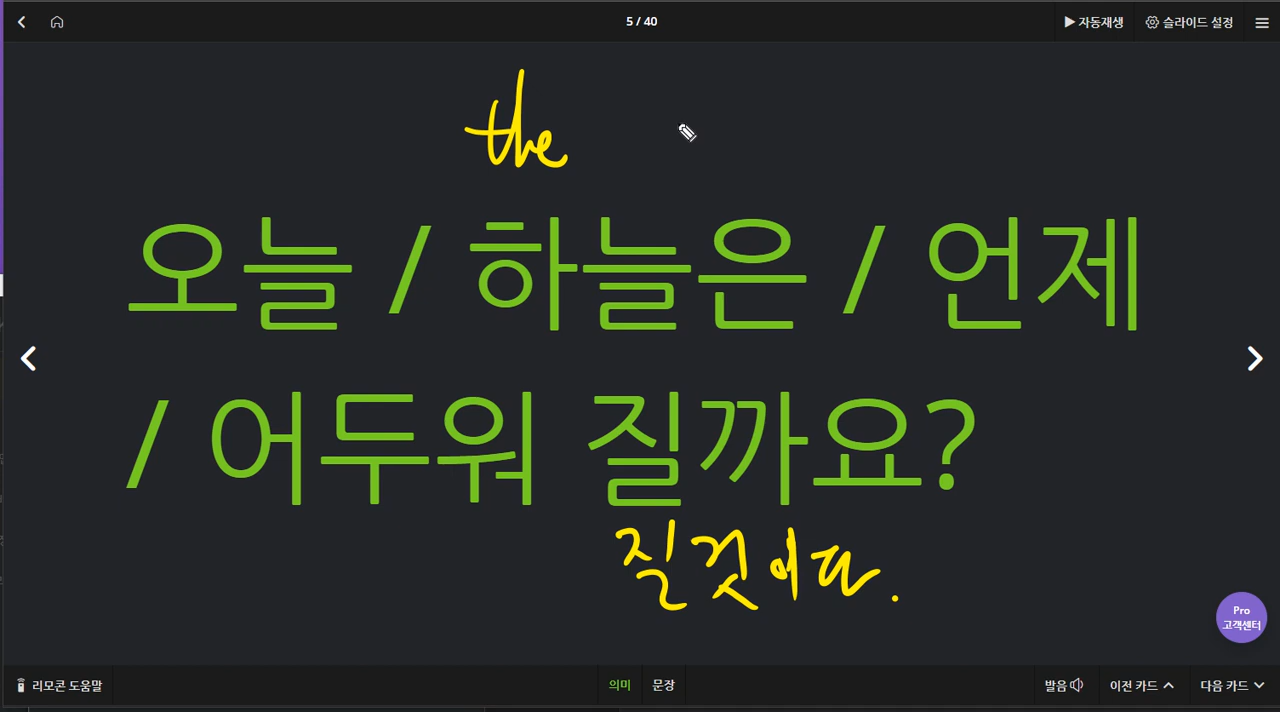 5 / 40
자동재생
슬라이드 설정
the
오늘 / 하늘은 / 언제
/ 어두워 질까요?
질 것이다.
Pro
고객센터
리모콘 도움말
의미
문장
발음
이전 카드
다음 카드